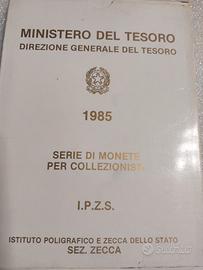 MINISTERO DEL TESORO
DIREZIONE GENERALE DEL TESORO
1985
SERIE DI MONETE
PER COLLEZIONISTI
I.P.Z.S.
ISTITUTO POLIGRAFICO E ZECCA DELLO STATO
SEZ. ZECCA
subito